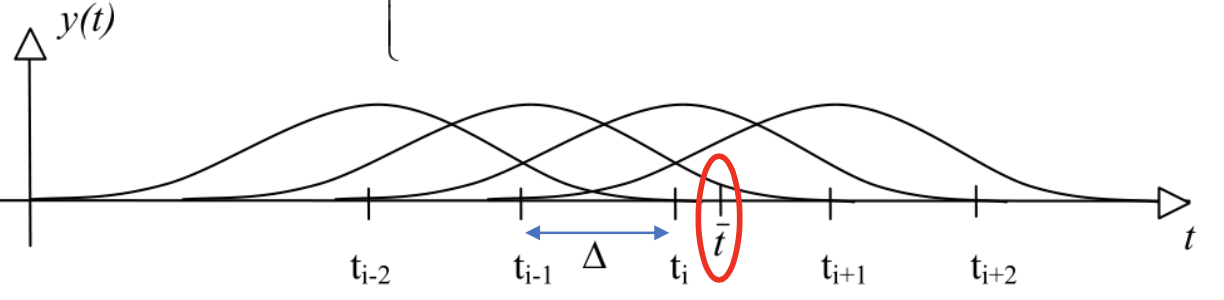 y(t)
Δ t̄ t
t_{i-2} t_{i-1} t_i t_{i+1} t_{i+2}